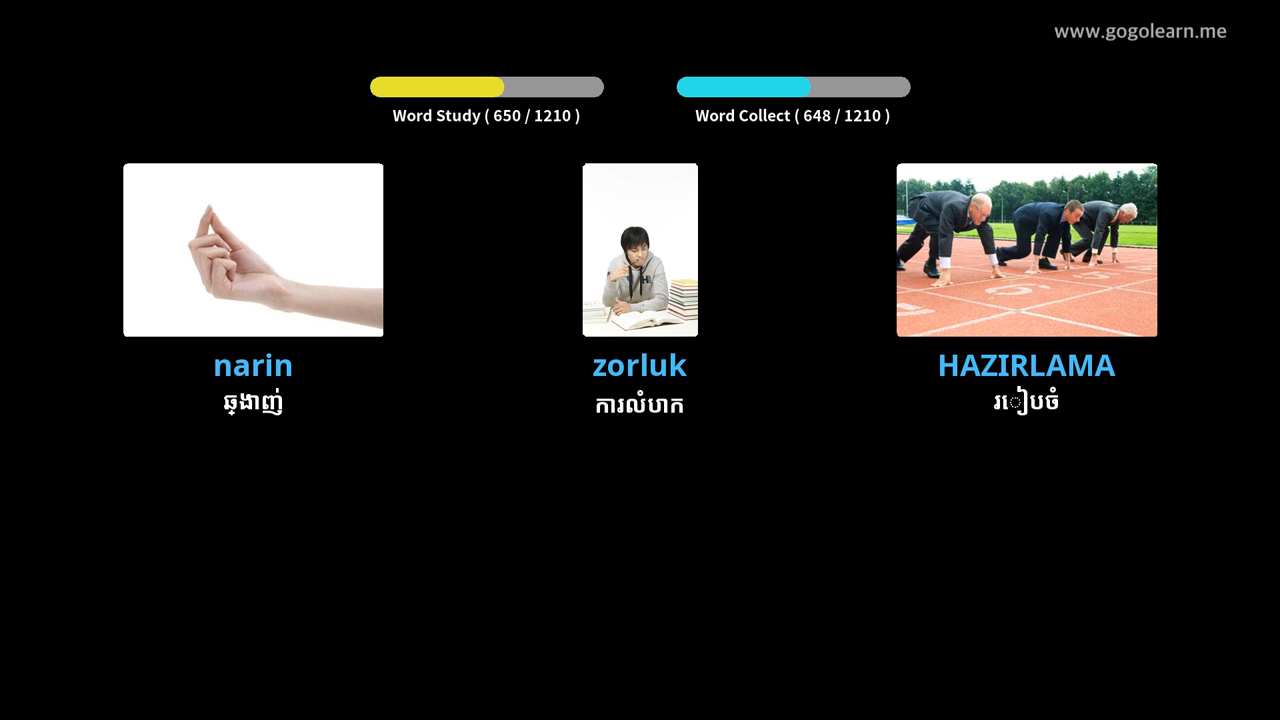 www.gogolearn.me
Word Study ( 650 / 1210 )
Word Collect ( 648 / 1210 )
narin
ឆ្ងាញ់
zorluk
ការលំបាក
HAZIRLAMA
រៀបចំ